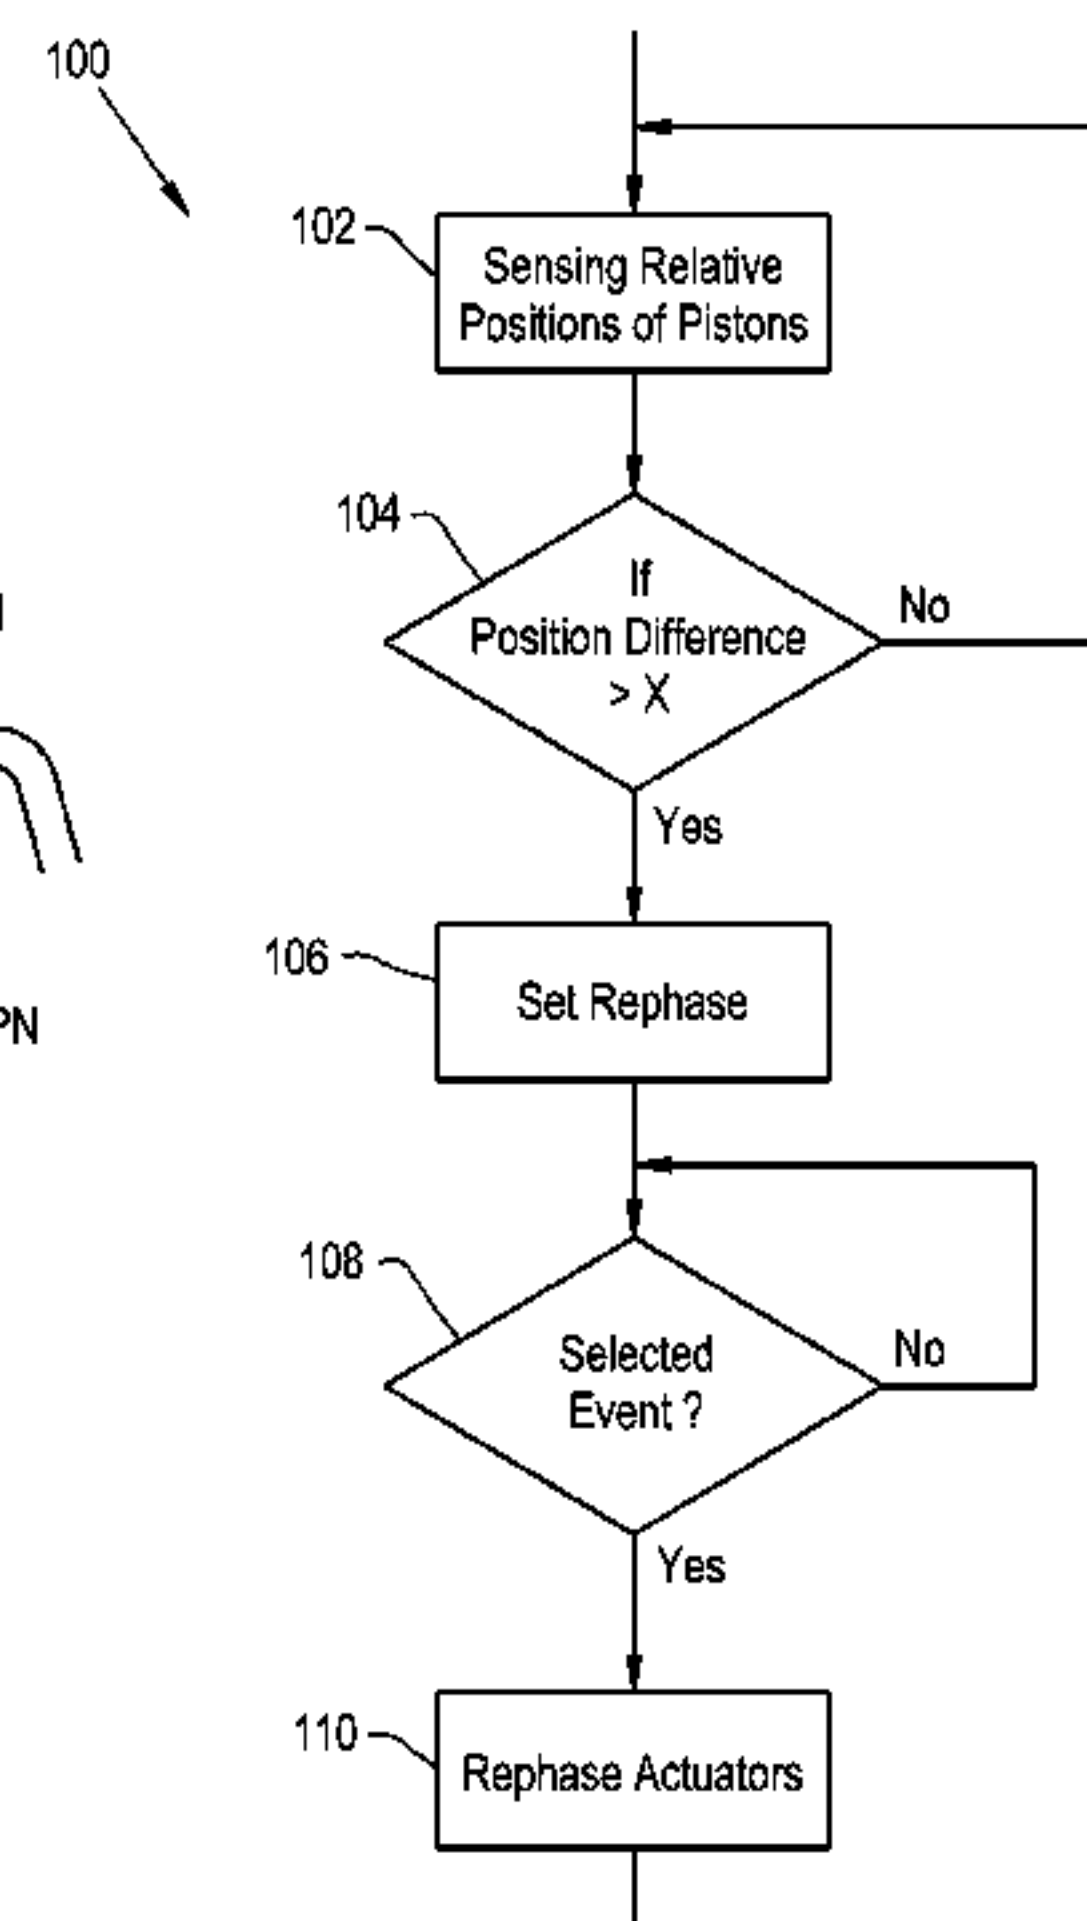 100
102
Sensing Relative
Positions of Pistons
104
If
Position Difference
> X
No
Yes
106
Set Rephase
PN
108
Selected
Event ?
No
Yes
110
Rephase Actuators